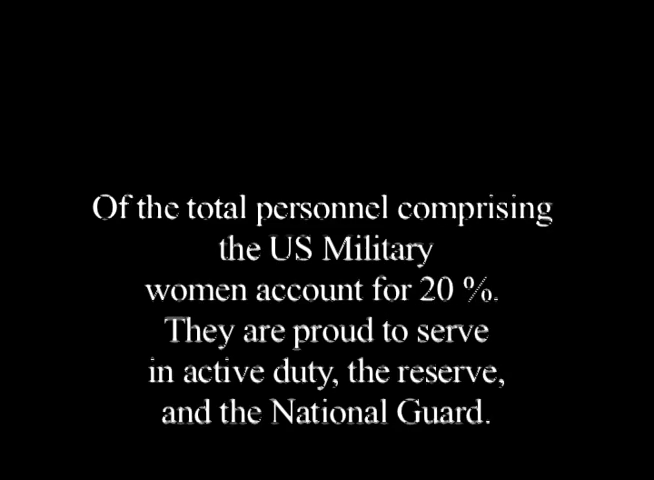 Of the total personnel comprising
the US Military
women account for 20 %.
They are proud to serve
in active duty, the reserve,
and the National Guard.